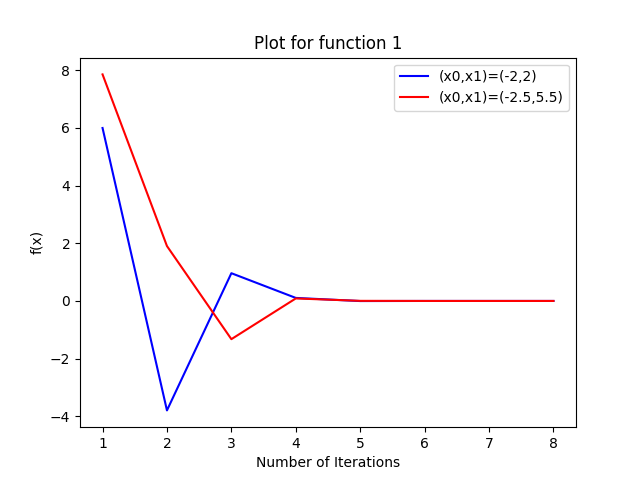 Plot for function 1
(x0,x1)=(-2,2)
(x0,x1)=(-2.5,5.5)
f(x)
8
6
4
2
0
−2
−4
1 2 3 4 5 6 7 8
Number of Iterations